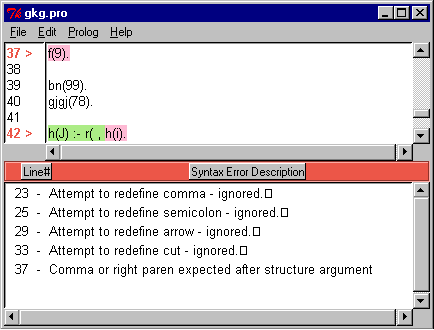 gkg.pro
File Edit Prolog Help
37 > f(9).
38
39 bn(99).
40 gjgj(78).
41
42 > h(J) :- r( , h(i).
Line# Syntax Error Description
23 - Attempt to redefine comma - ignored.□
25 - Attempt to redefine semicolon - ignored.□
29 - Attempt to redefine arrow - ignored.□
33 - Attempt to redefine cut - ignored.□
37 - Comma or right paren expected after structure argument